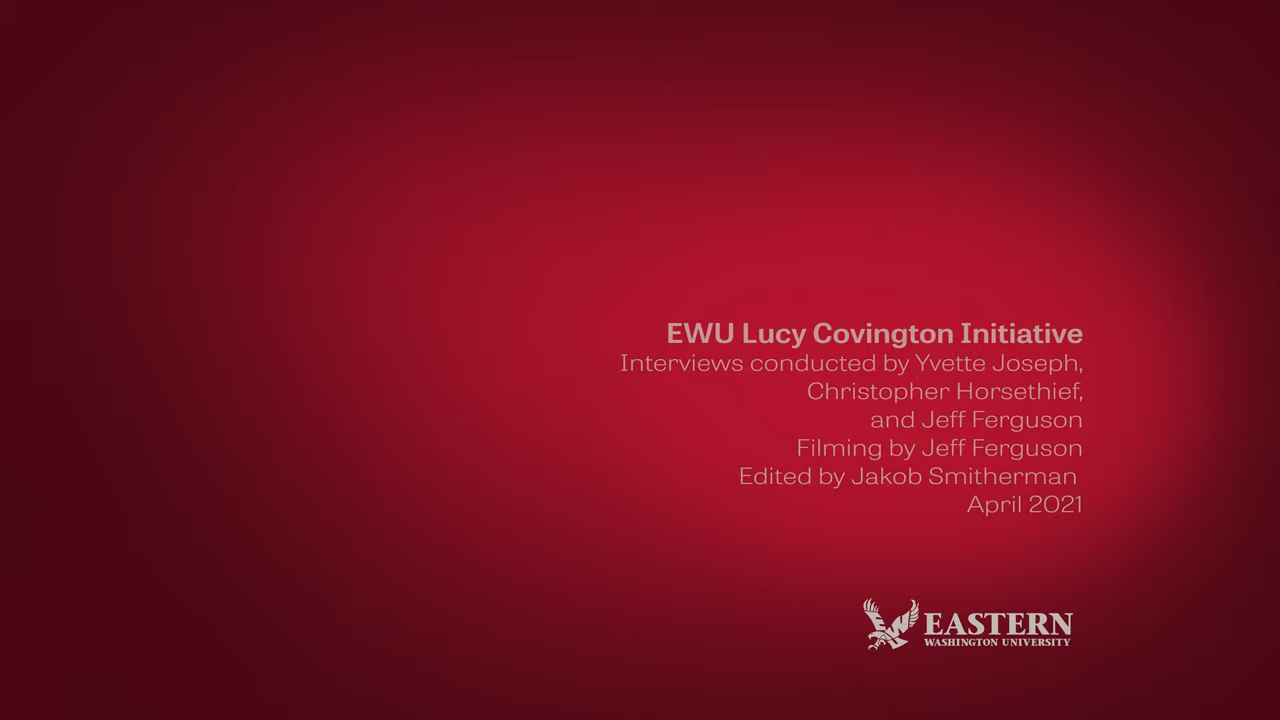 EWU Lucy Covington Initiative
Interviews conducted by Yvette Joseph,
Christopher Horsethief,
and Jeff Ferguson
Filming by Jeff Ferguson
Edited by Jakob Smitherman
April 2021
EASTERN
WASHINGTON UNIVERSITY